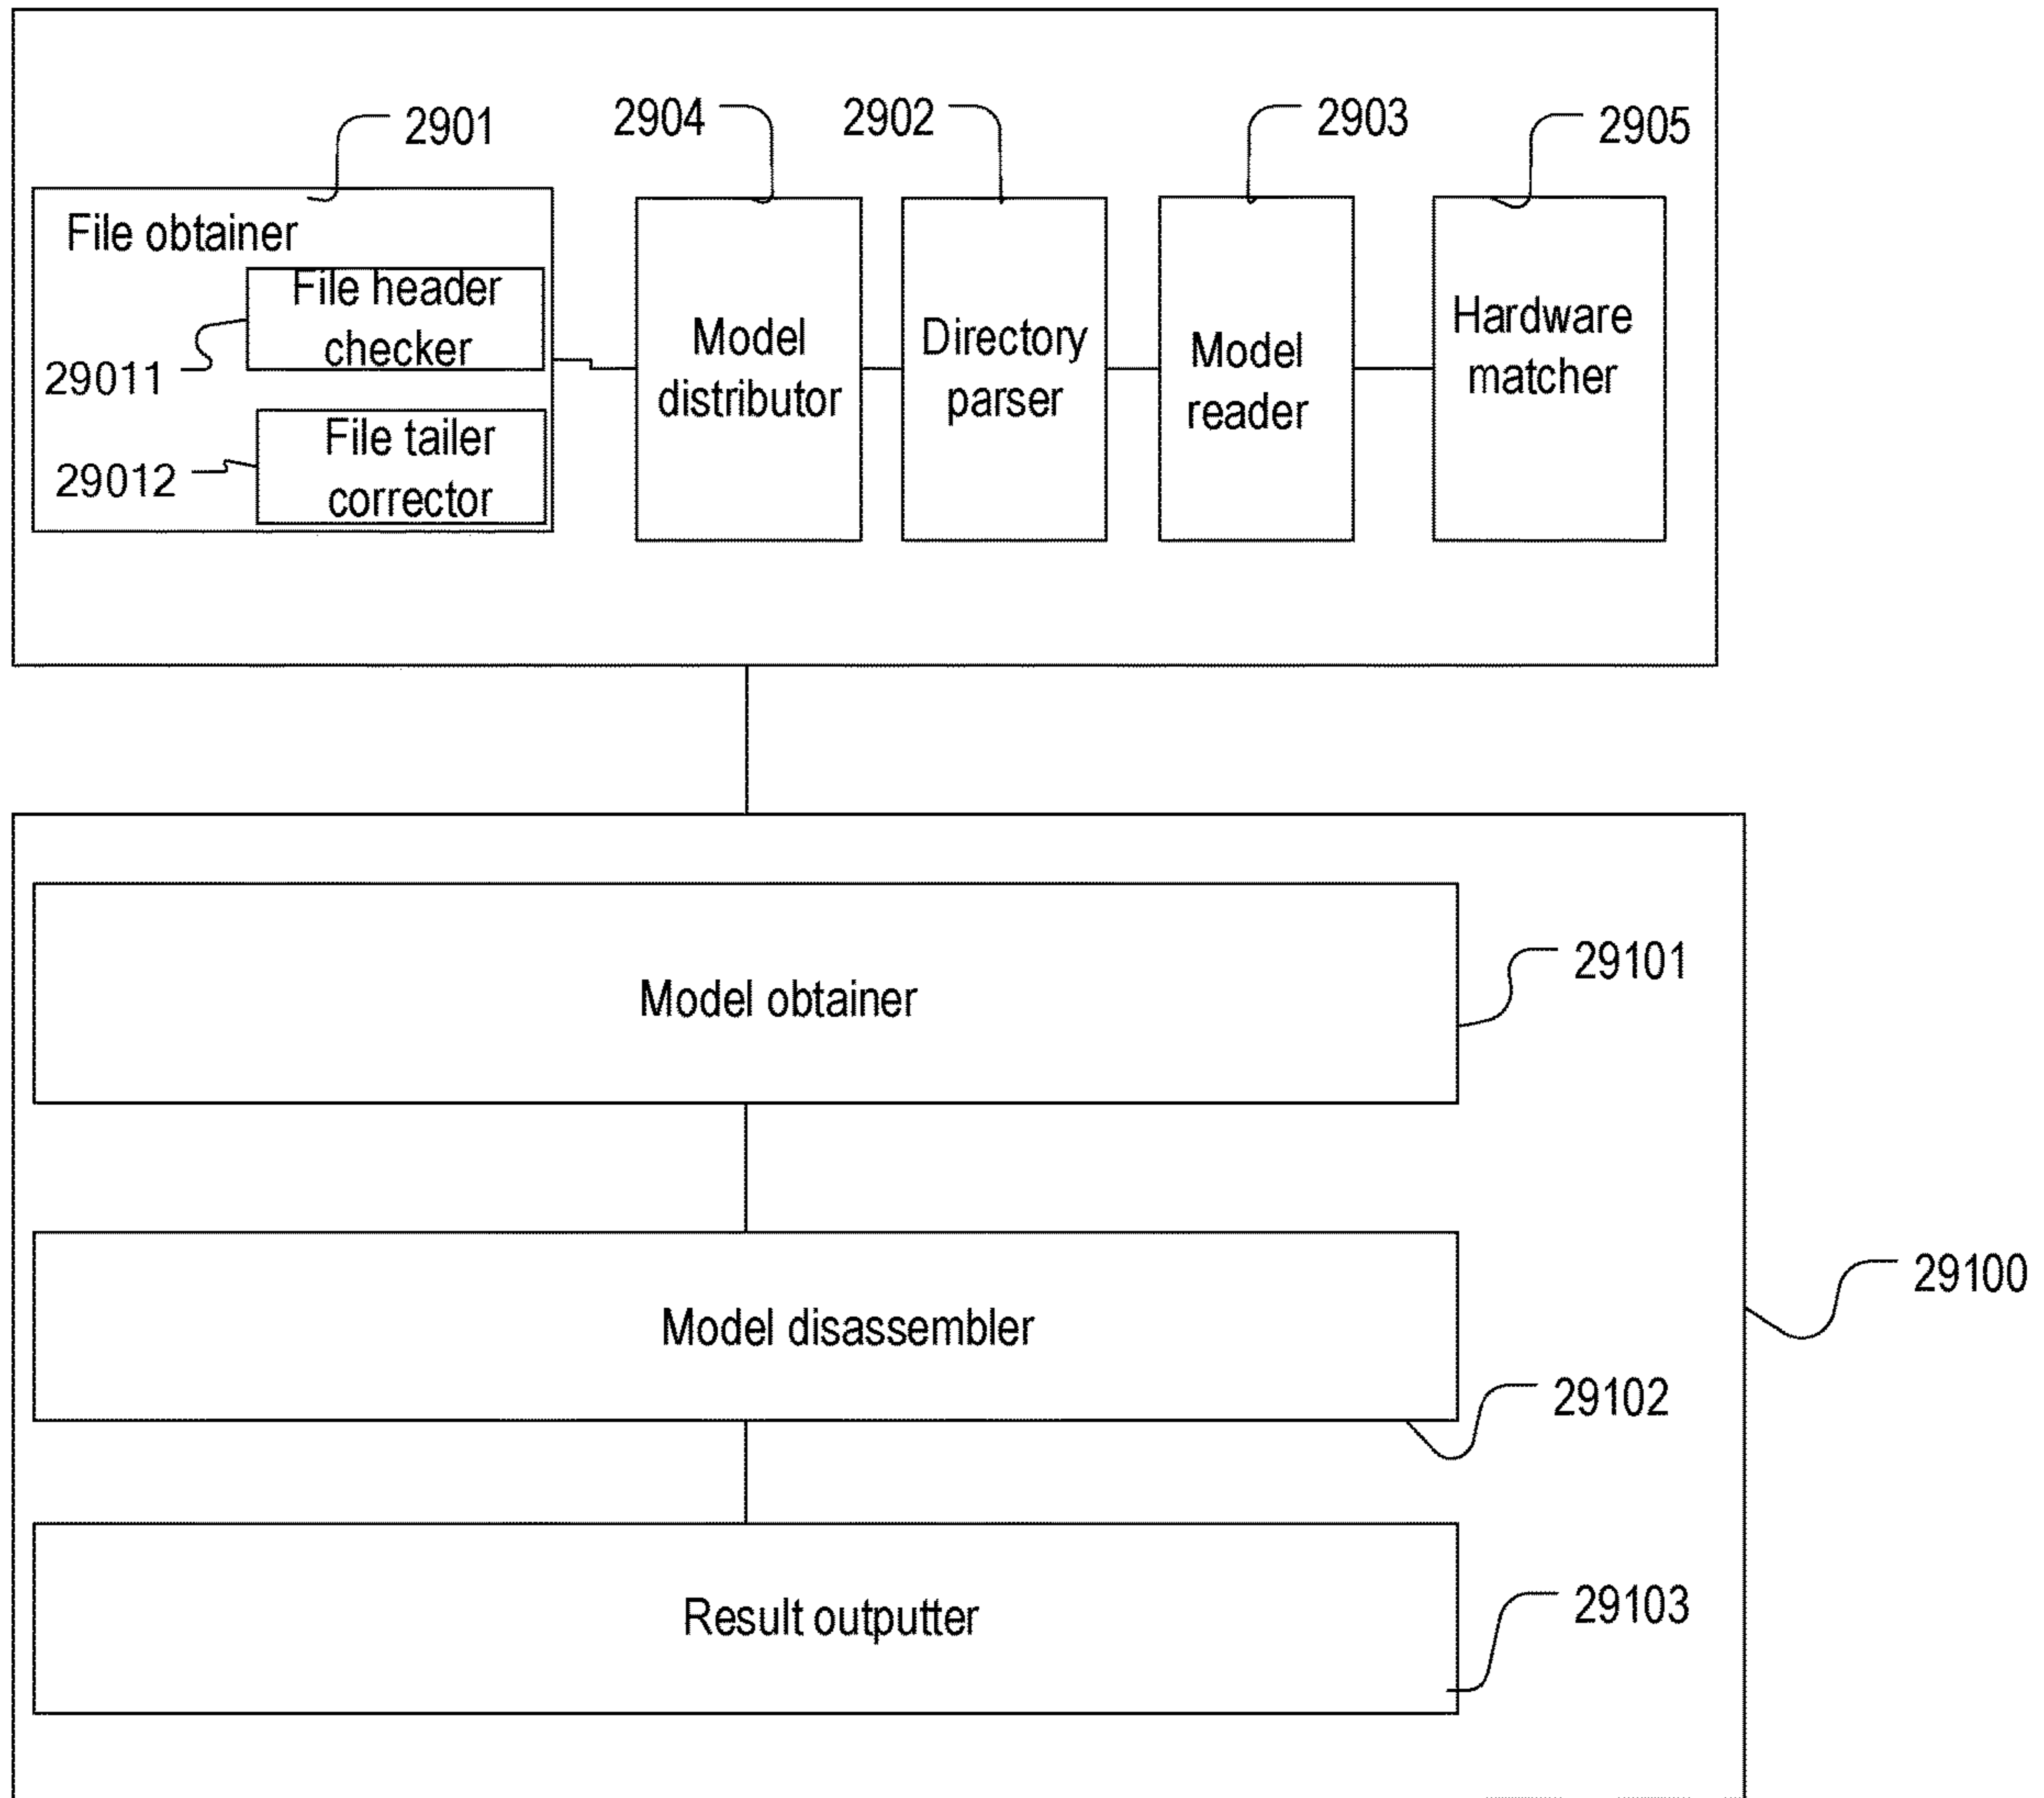 2901
2904
2902
2903
2905
File obtainer
File header
checker
29011
File tailer
corrector
29012
Model
distributor
Directory
parser
Model
reader
Hardware
matcher
Model obtainer
29101
Model disassembler
29102
29100
Result outputter
29103